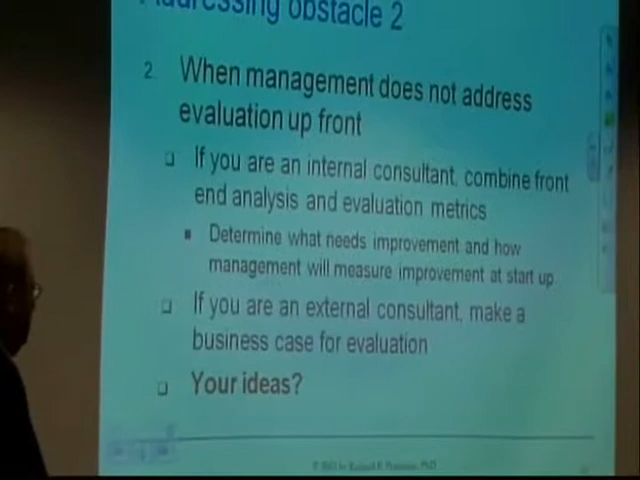 Addressing obstacle 2
2. When management does not address
evaluation up front
❑ If you are an internal consultant, combine front
end analysis and evaluation metrics
▪ Determine what needs improvement and how
management will measure improvement at start up
❑ If you are an external consultant, make a
business case for evaluation
❑ Your ideas?